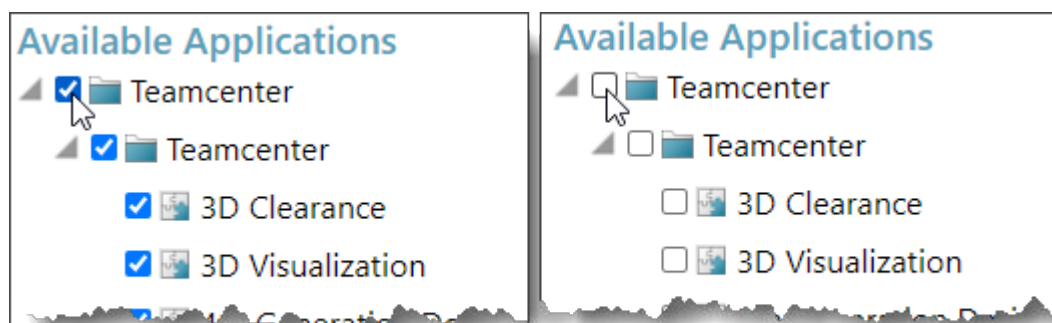 Available Applications
Teamcenter
Teamcenter
3D Clearance
3D Visualization
Available Applications
Teamcenter
Teamcenter
3D Clearance
3D Visualization